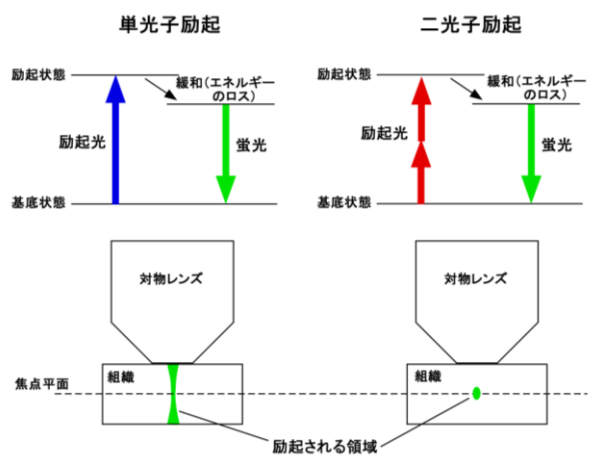 単光子励起
二光子励起
励起状態
緩和（エネルギー
のロス）
励起光
蛍光
基底状態
励起状態
緩和（エネルギー
のロス）
励起光
蛍光
基底状態
対物レンズ
対物レンズ
組織
組織
焦点平面
励起される領域